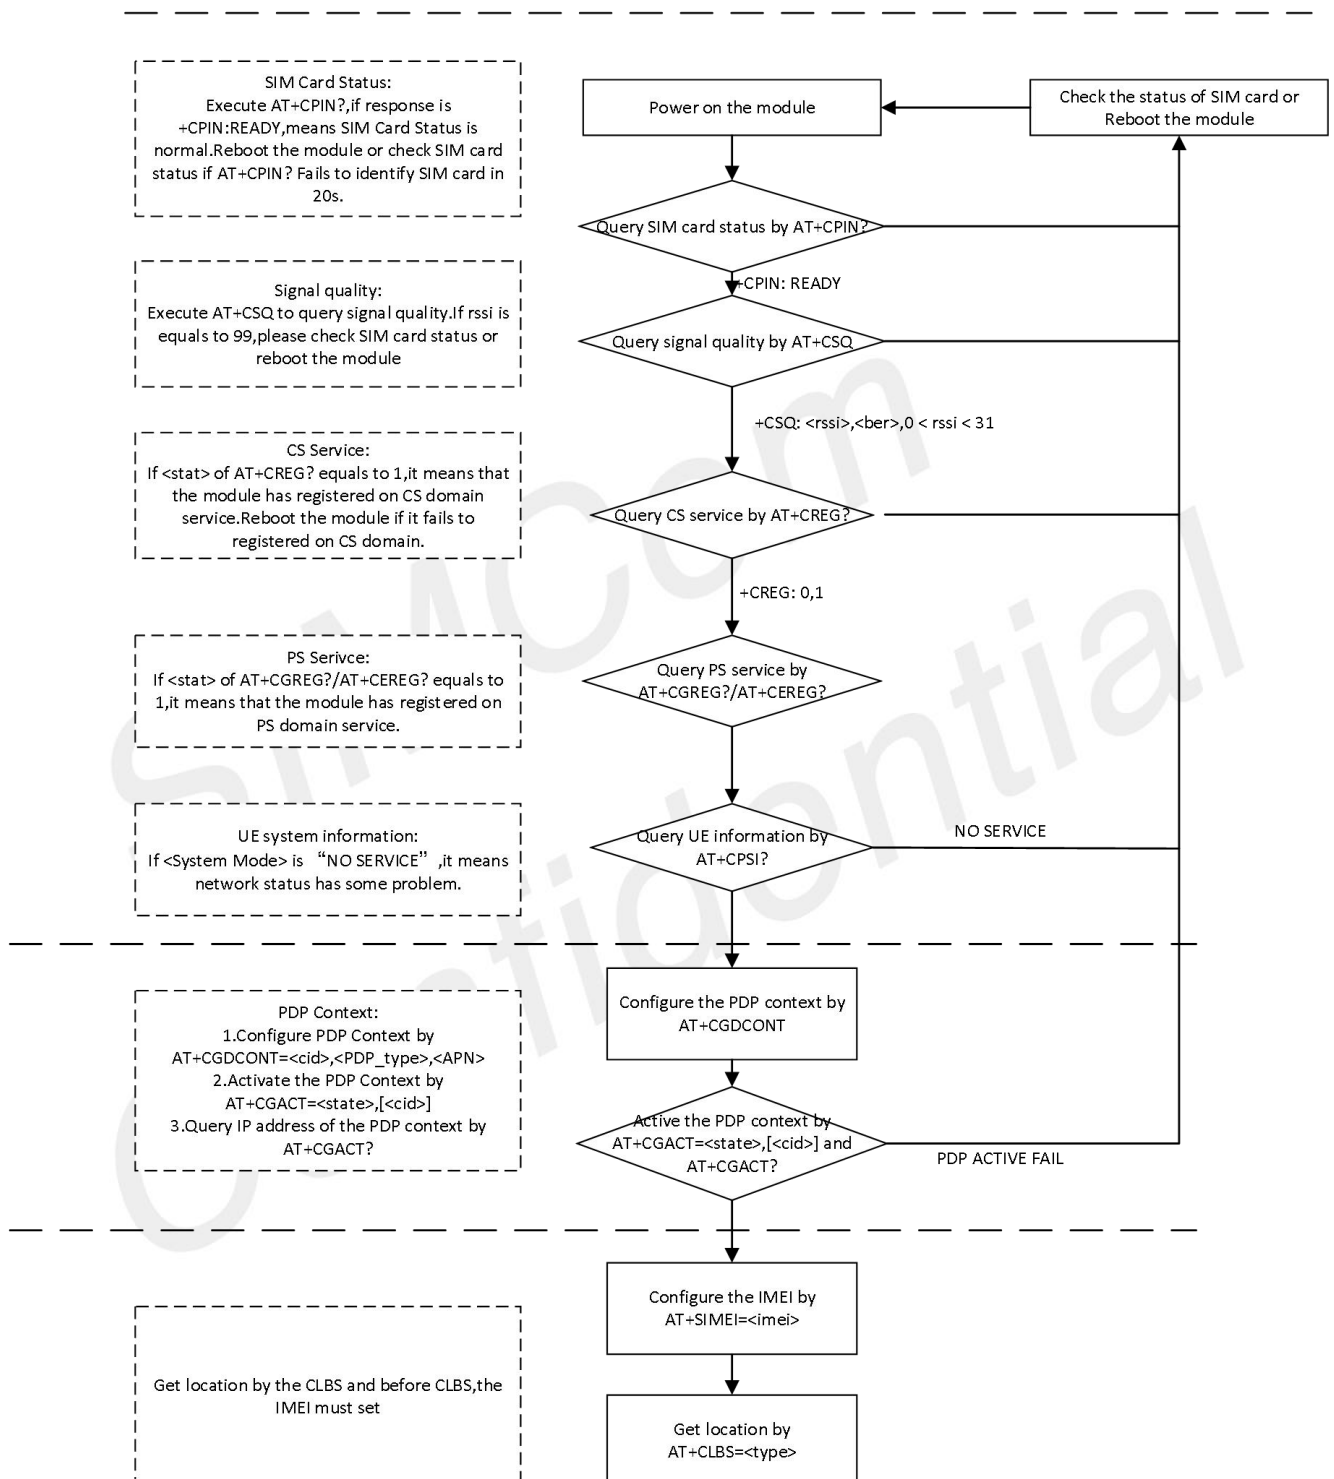 SIM Card Status:
Execute AT+CPIN?,if response is
+CPIN:READY,means SIM Card Status is
normal.Reboot the module or check SIM card
status if AT+CPIN? Fails to identify SIM card in
20s.
Power on the module
Check the status of SIM card or
Reboot the module
Query SIM card status by AT+CPIN?
+CPIN: READY
Signal quality:
Execute AT+CSQ to query signal quality.If rssi is
equals to 99,please check SIM card status or
reboot the module
Query signal quality by AT+CSQ
+CSQ: <rssi>,<ber>,0 < rssi < 31
CS Service:
If <stat> of AT+CREG? equals to 1,it means that
the module has registered on CS domain
service.Reboot the module if it fails to
registered on CS domain.
Query CS service by AT+CREG?
+CREG: 0,1
PS Serivce:
If <stat> of AT+CGREG?/AT+CEREG? equals to
1,it means that the module has registered on
PS domain service.
Query PS service by
AT+CGREG?/AT+CEREG?
UE system information:
If <System Mode> is “NO SERVICE” ,it means
network status has some problem.
Query UE information by
AT+CPSI?
NO SERVICE
Configure the PDP context by
AT+CGDCONT
PDP Context:
1.Configure PDP Context by
AT+CGDCONT=<cid>,<PDP_type>,<APN>
2.Activate the PDP Context by
AT+CGACT=<state>,[<cid>]
3.Query IP address of the PDP context by
AT+CGACT?
Active the PDP context by
AT+CGACT=<state>,[<cid>] and
AT+CGACT?
PDP ACTIVE FAIL
Configure the IMEI by
AT+SIMEI=<imei>
Get location by the CLBS and before CLBS,the
IMEI must set
Get location by
AT+CLBS=<type>
SIMCom
Confidential